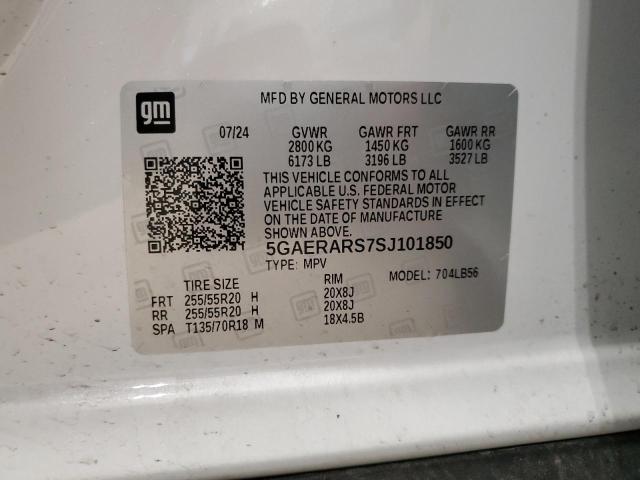 gm
MFD BY GENERAL MOTORS LLC
07/24 GVWR GAWR FRT GAWR RR
2800 KG 1450 KG 1600 KG
6173 LB 3196 LB 3527 LB
THIS VEHICLE CONFORMS TO ALL
APPLICABLE U.S. FEDERAL MOTOR
VEHICLE SAFETY STANDARDS IN EFFECT
ON THE DATE OF MANUFACTURE
SHOWN ABOVE.
5GAERARS7SJ101850
TYPE: MPV
MODEL: 704LB56
TIRE SIZE RIM
FRT 255/55R20 H 20X8J
RR 255/55R20 H 20X8J
SPA T135/70R18 M 18X4.5B